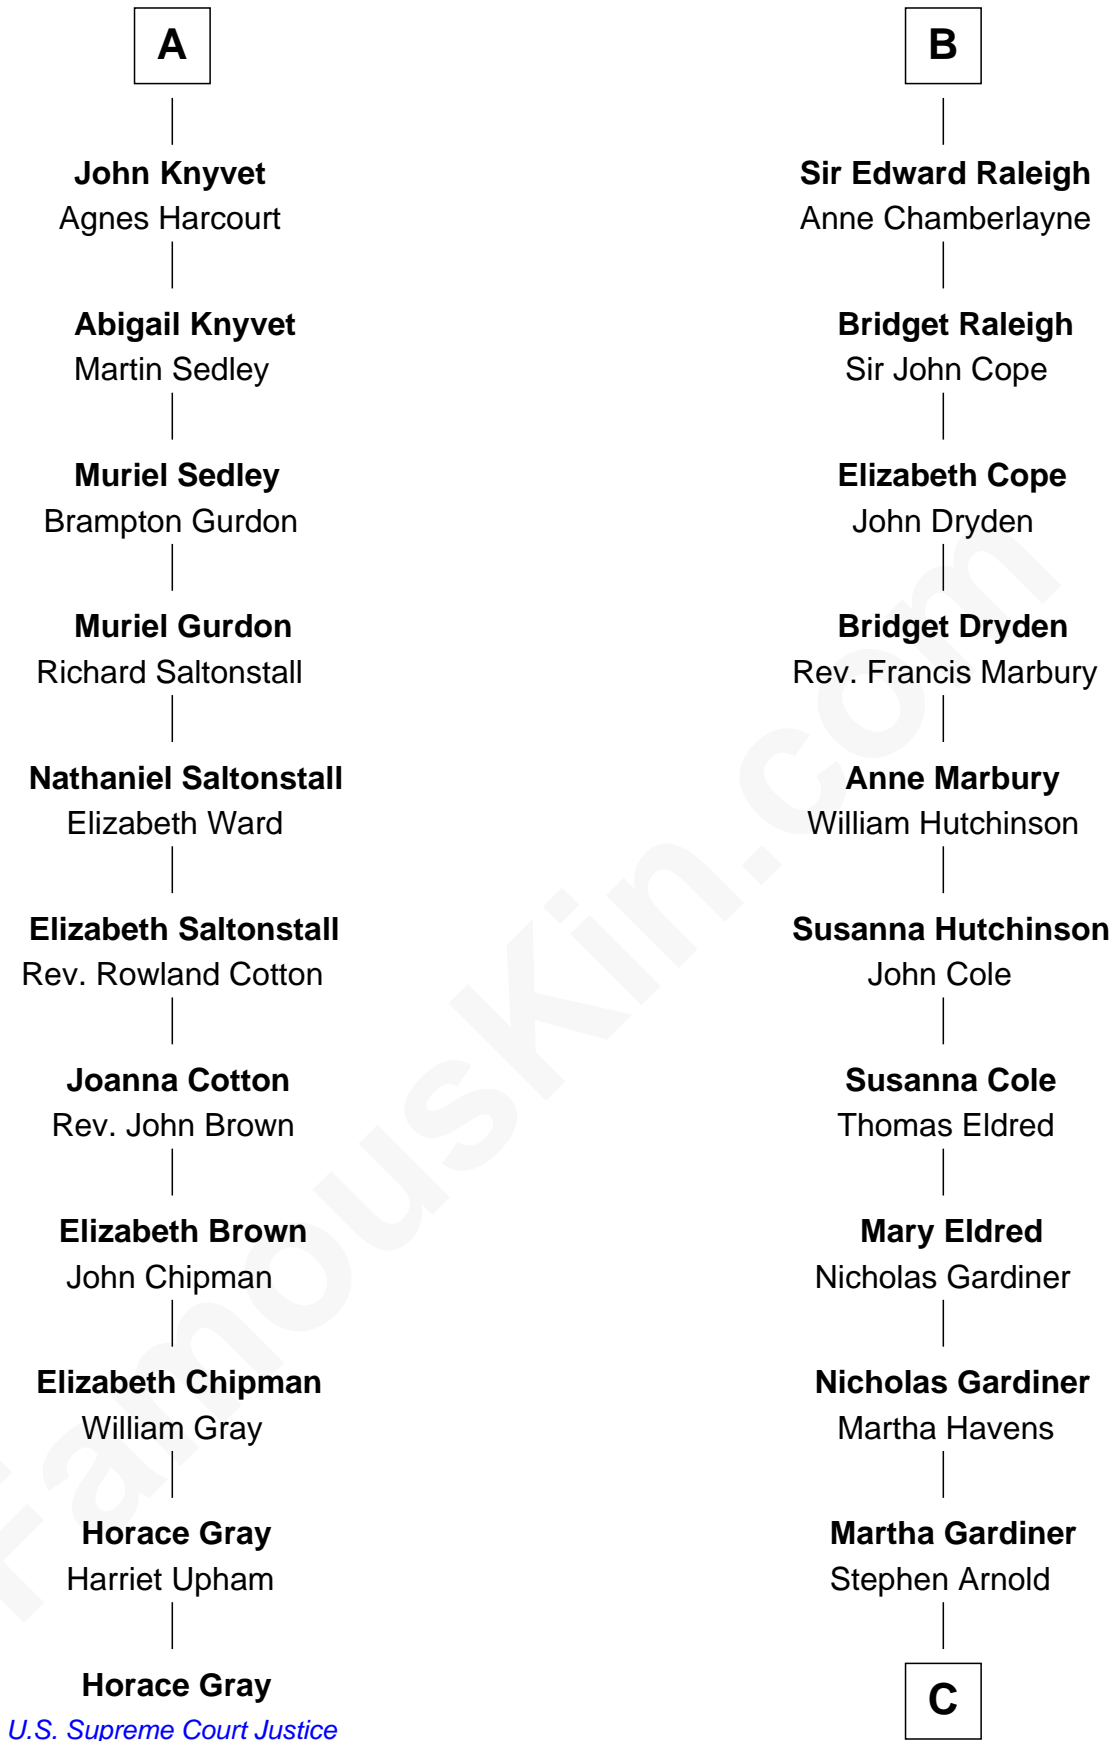 A
John Knyvet
Agnes Harcourt
Abigail Knyvet
Martin Sedley
Muriel Sedley
Brampton Gurdon
Muriel Gurdon
Richard Saltonstall
Nathaniel Saltonstall
Elizabeth Ward
Elizabeth Saltonstall
Rev. Rowland Cotton
Joanna Cotton
Rev. John Brown
Elizabeth Brown
John Chipman
Elizabeth Chipman
William Gray
Horace Gray
Harriet Upham
Horace Gray
U.S. Supreme Court Justice
B
Sir Edward Raleigh
Anne Chamberlayne
Bridget Raleigh
Sir John Cope
Elizabeth Cope
John Dryden
Bridget Dryden
Rev. Francis Marbury
Anne Marbury
William Hutchinson
Susanna Hutchinson
John Cole
Susanna Cole
Thomas Eldred
Mary Eldred
Nicholas Gardiner
Nicholas Gardiner
Martha Havens
Martha Gardiner
Stephen Arnold
C
FamousKin.com